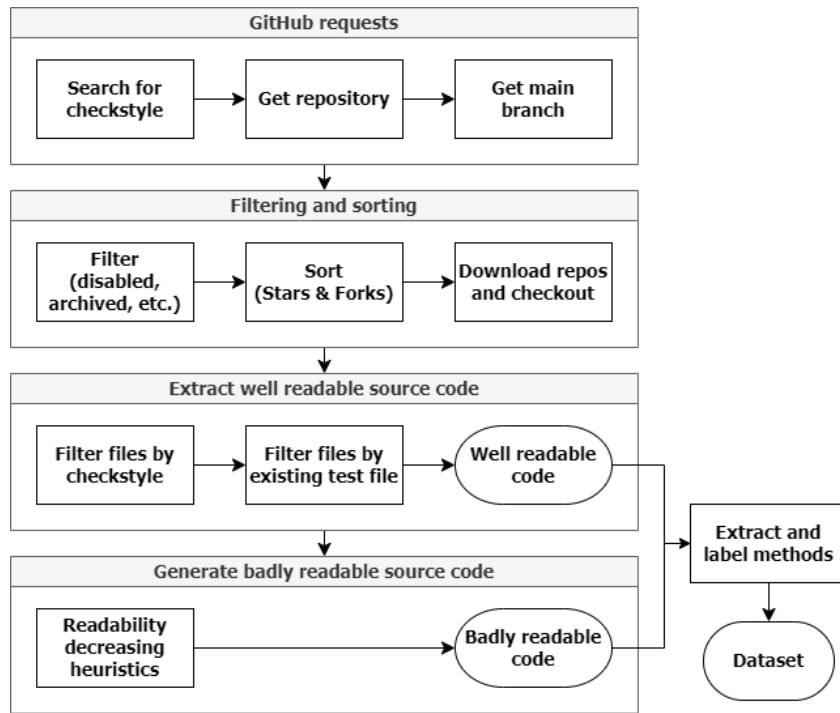 GitHub requests
Search for
checkstyle
Get repository
Get main
branch
Filtering and sorting
Filter
(disabled,
archived, etc.)
Sort
(Stars & Forks)
Download repos
and checkout
Extract well readable source code
Filter files by
checkstyle
Filter files by
existing test file
Well readable
code
Extract and
label methods
Generate badly readable source code
Readability
decreasing
heuristics
Badly readable
code
Dataset